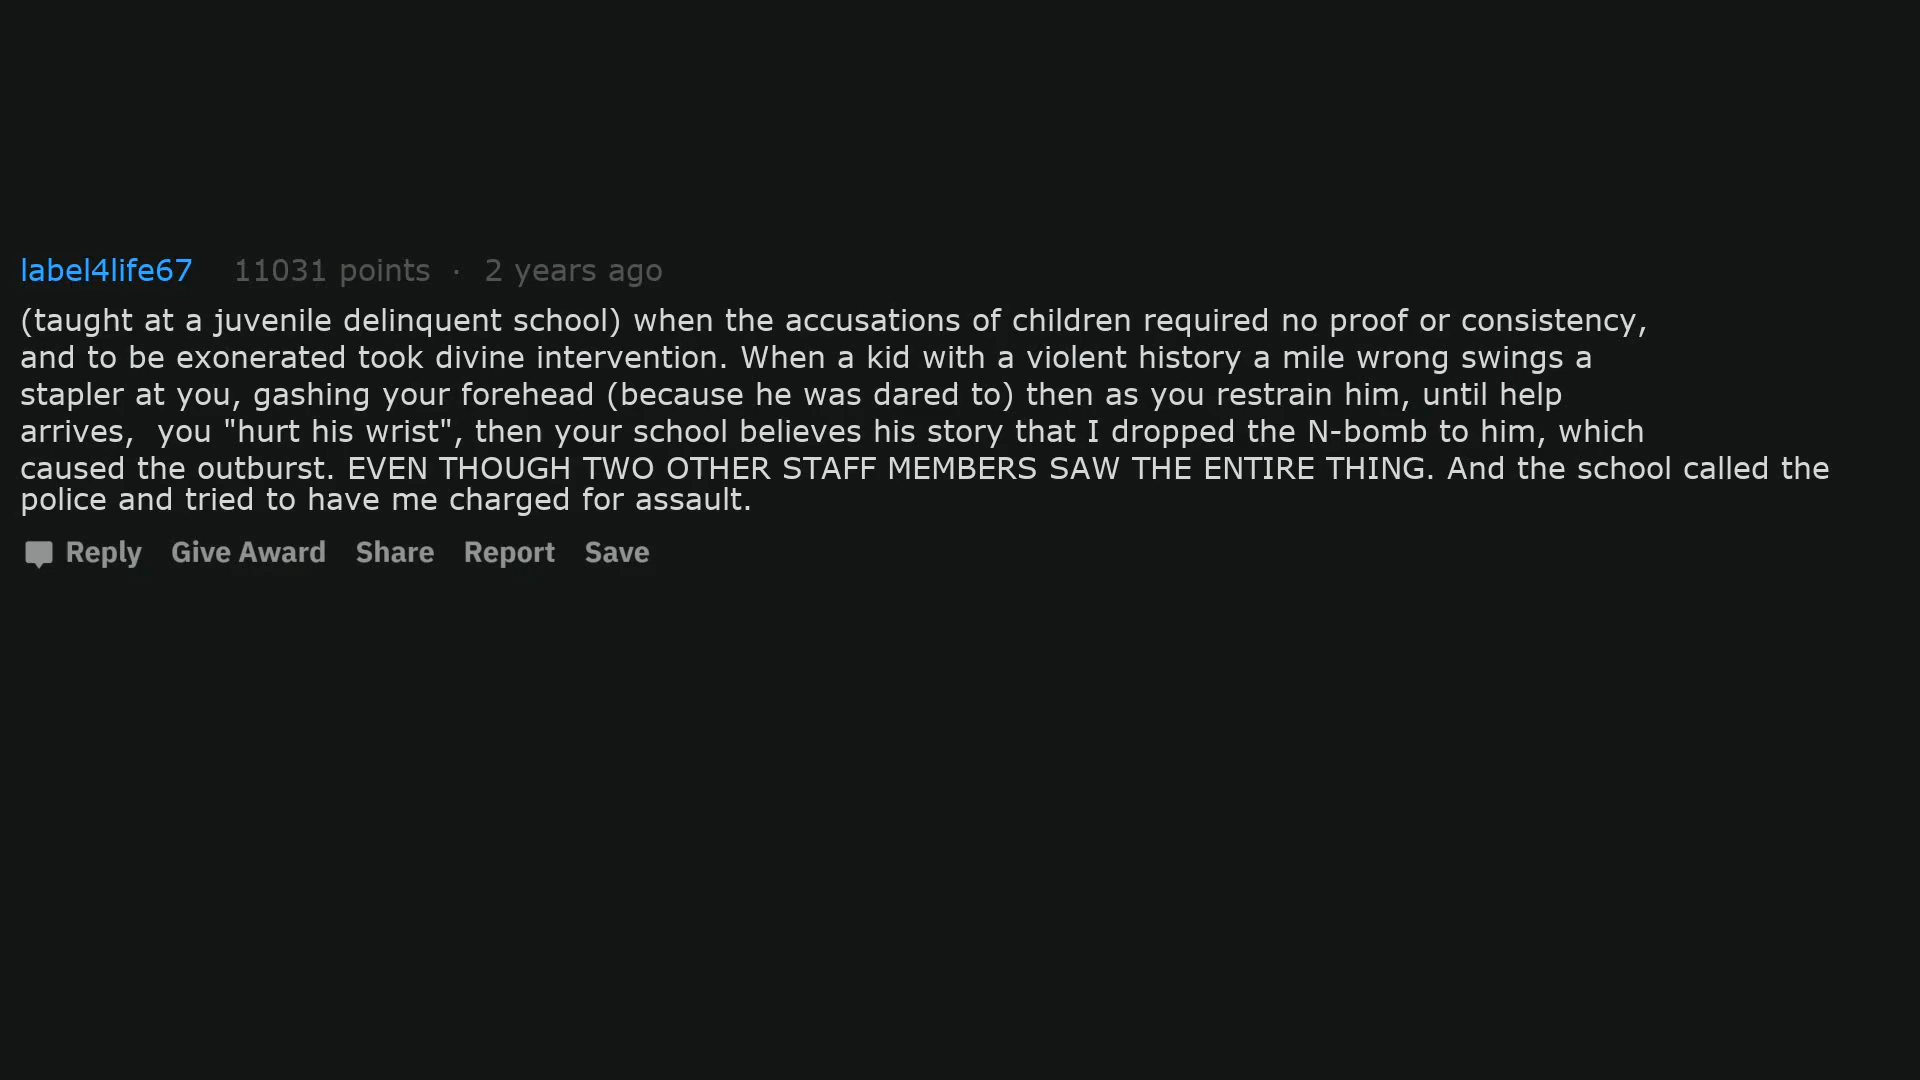 label4life67 11031 points · 2 years ago
(taught at a juvenile delinquent school) when the accusations of children required no proof or consistency,
and to be exonerated took divine intervention. When a kid with a violent history a mile wrong swings a
stapler at you, gashing your forehead (because he was dared to) then as you restrain him, until help
arrives,  you "hurt his wrist", then your school believes his story that I dropped the N-bomb to him, which
caused the outburst. EVEN THOUGH TWO OTHER STAFF MEMBERS SAW THE ENTIRE THING. And the school called the
police and tried to have me charged for assault.
Reply Give Award Share Report Save